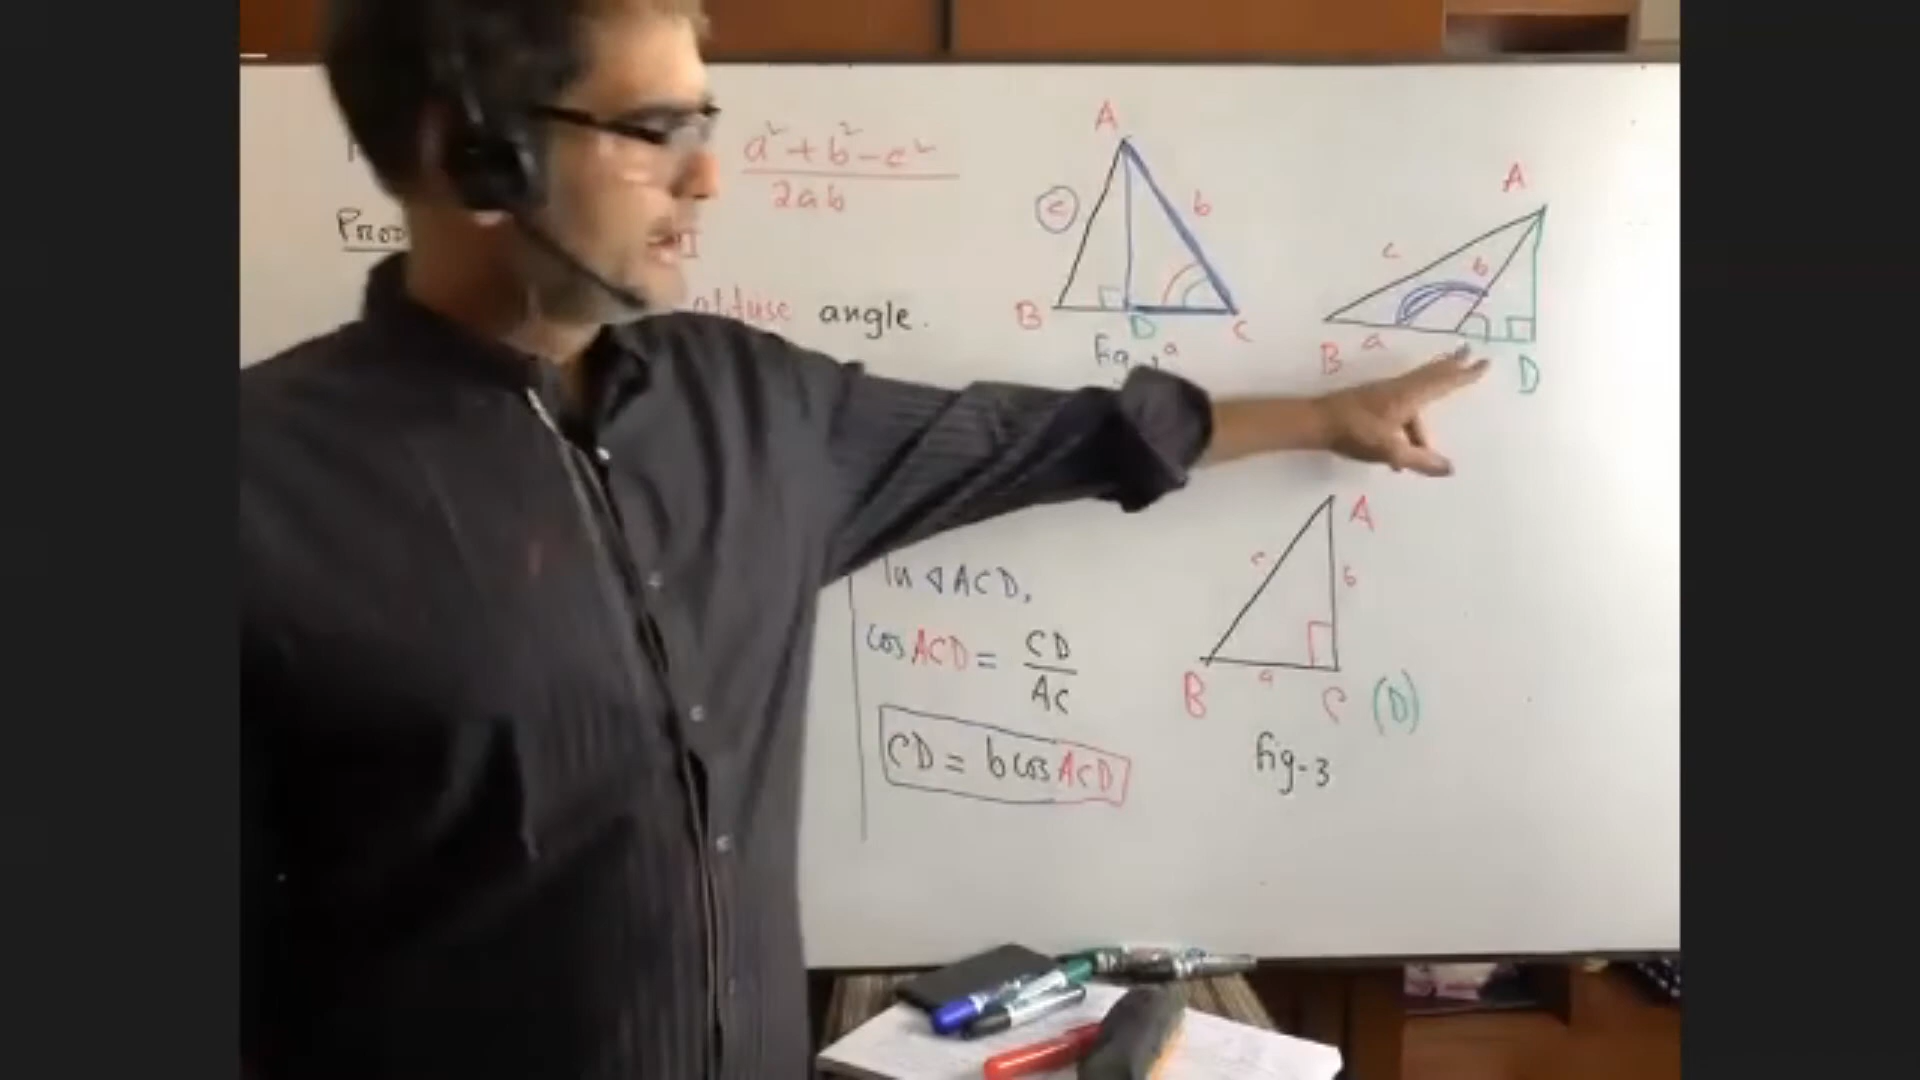 a²+b²-c²
2ab
obtuse angle.
A
c
b
B
D
C
a
A
c
b
B
a
D
In △ACD,
cos ACD = CD
AC
CD = b cos ACD
A
c
b
B
a
C (D)
Fig-3